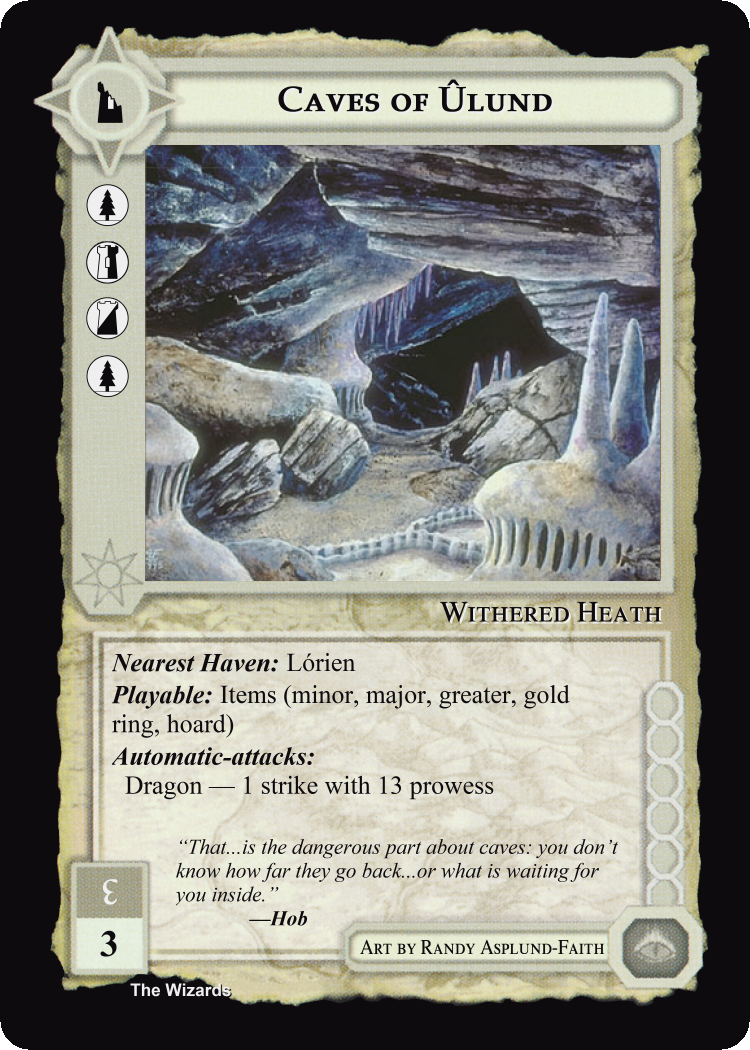 CAVES OF ÛLUND
WITHERED HEATH
Nearest Haven: Lórien
Playable: Items (minor, major, greater, gold
ring, hoard)
Automatic-attacks:
Dragon — 1 strike with 13 prowess
“That...is the dangerous part about caves: you don’t
know how far they go back...or what is waiting for
you inside.”
—Hob
3
ART BY RANDY ASPLUND-FAITH
The Wizards